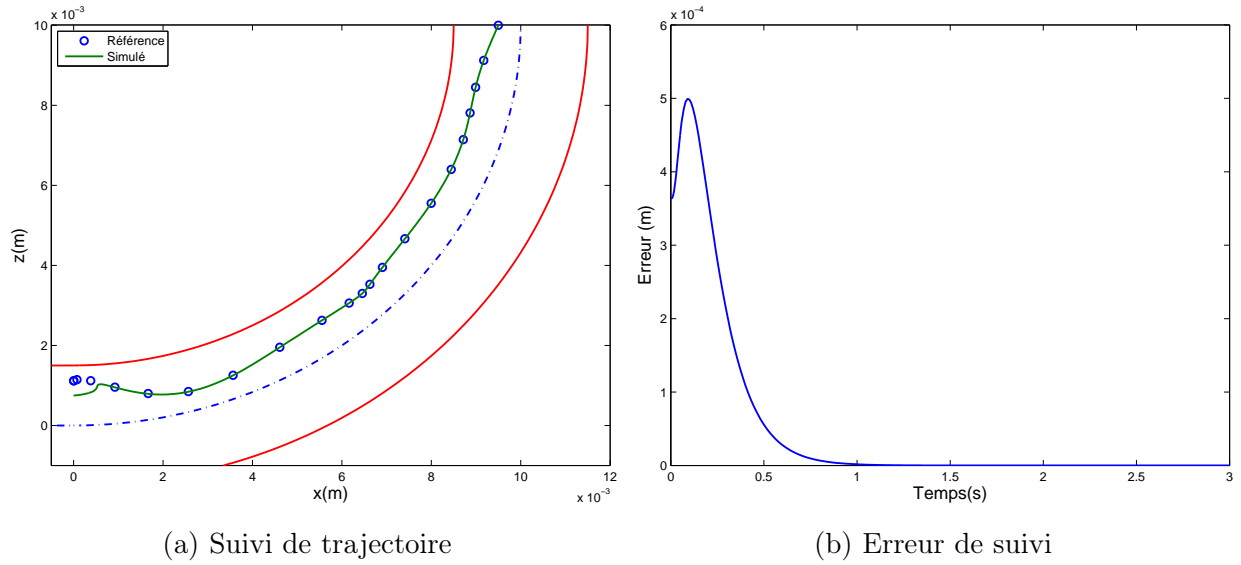 x 10⁻³
10
8
6
4
2
0
z(m)
Référence
Simulé
0
2
4
6
8
10
12
x 10⁻³
x(m)
(a) Suivi de trajectoire
x 10⁻⁴
6
5
4
3
2
1
0
Erreur (m)
0
0.5
1
1.5
2
2.5
3
Temps(s)
(b) Erreur de suivi